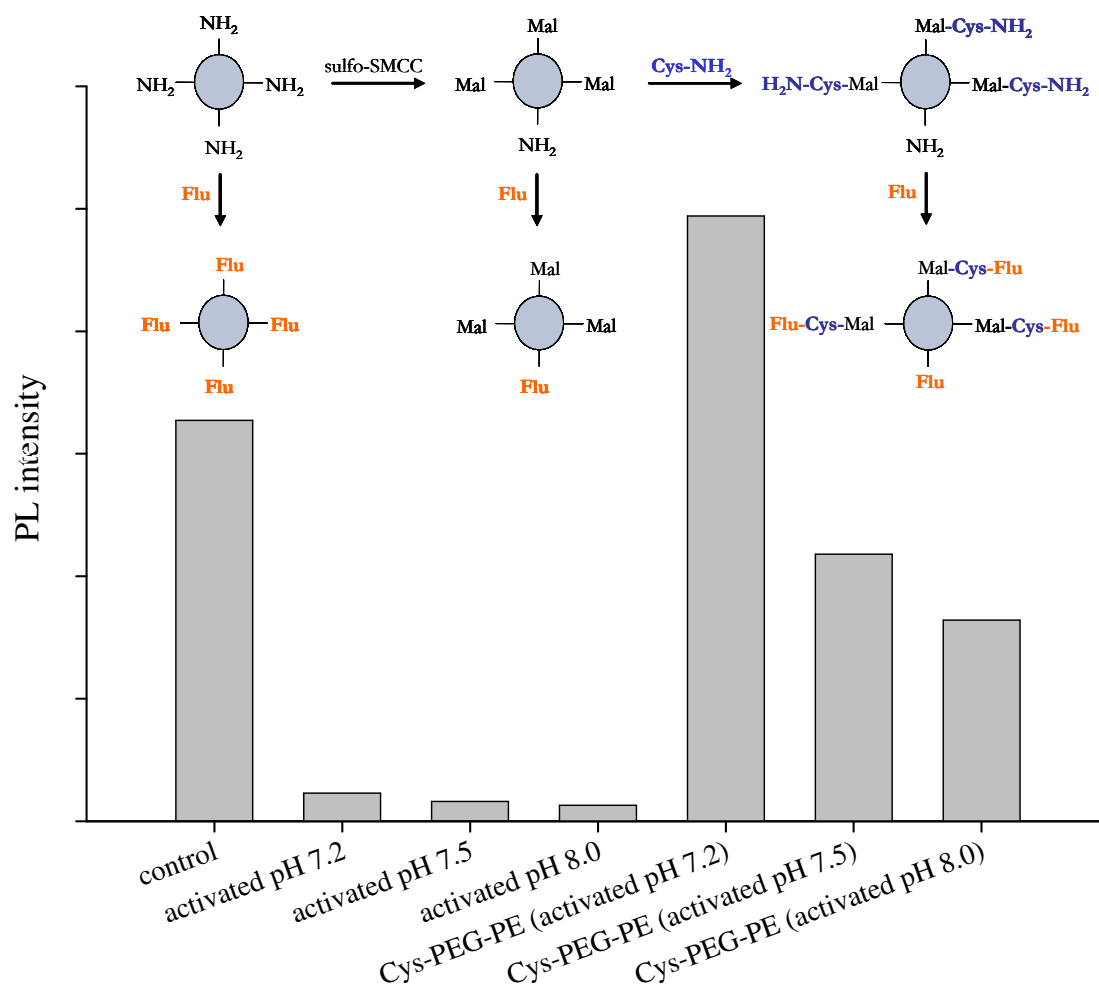 NH2
Mal
Mal-Cys-NH2
NH2
NH2
sulfo-SMCC
Mal
Mal
Cys-NH2
H2N-Cys-Mal
Mal-Cys-NH2
NH2
NH2
NH2
Flu
Flu
Flu
Flu
Mal
Mal-Cys-Flu
Flu
Flu
Mal
Mal
Flu-Cys-Mal
Mal-Cys-Flu
Flu
Flu
Flu
PL intensity
control
activated pH 7.2
activated pH 7.5
activated pH 8.0
Cys-PEG-PE (activated pH 7.2)
Cys-PEG-PE (activated pH 7.5)
Cys-PEG-PE (activated pH 8.0)